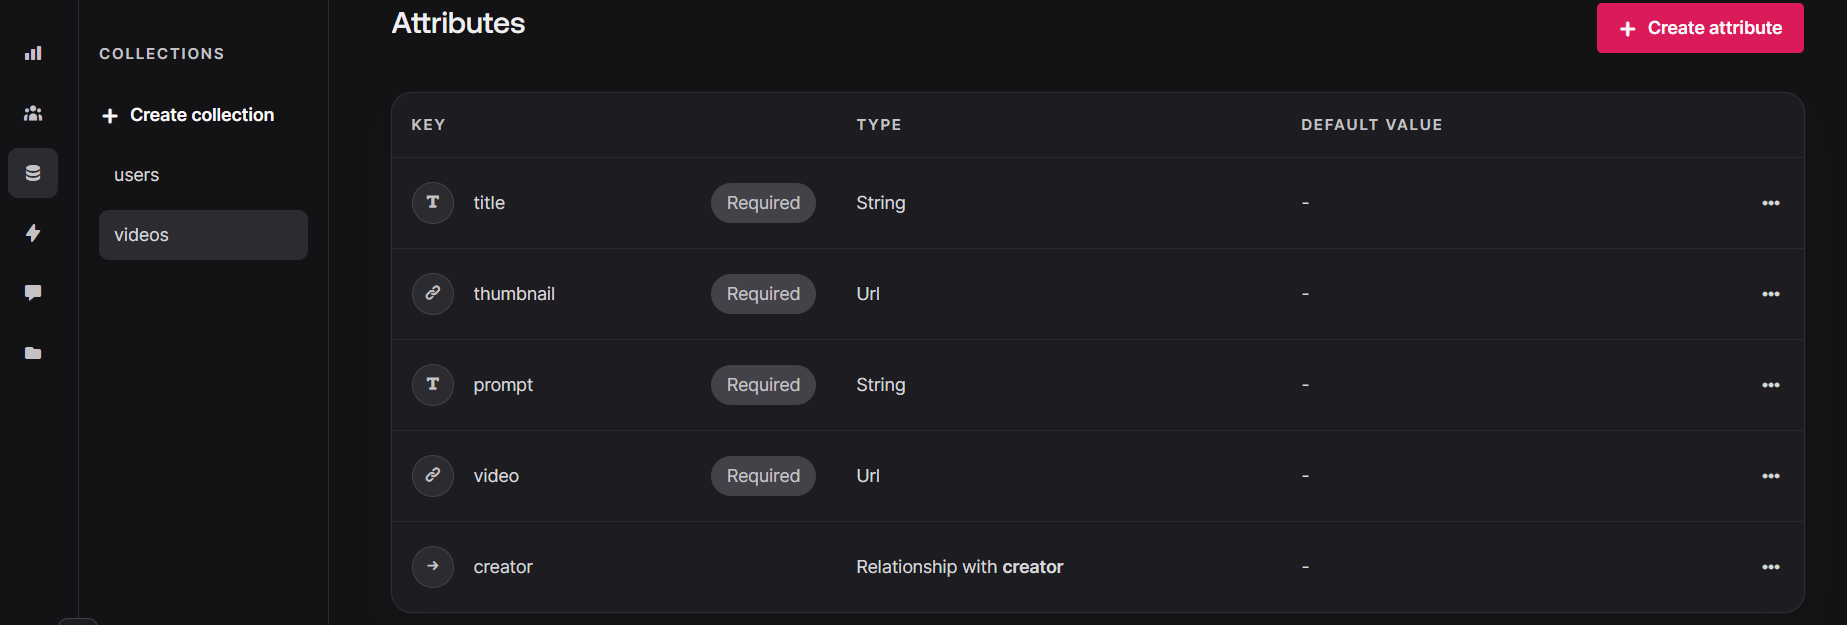 COLLECTIONS
Create collection
users
videos
Attributes
Create attribute
KEY TYPE DEFAULT VALUE
title Required String -
thumbnail Required Url -
prompt Required String -
video Required Url -
creator Relationship with creator -